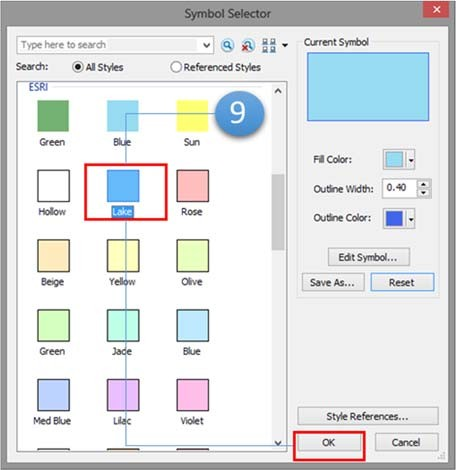 Symbol Selector
Type here to search
Search: All Styles Referenced Styles
ESRI
Green Blue Sun
Hollow Lake Rose
Beige Yellow Olive
Green Jade Blue
Med Blue Lilac Violet
9
Current Symbol
Fill Color:
Outline Width: 0.40
Outline Color:
Edit Symbol...
Save As... Reset
Style References...
OK Cancel